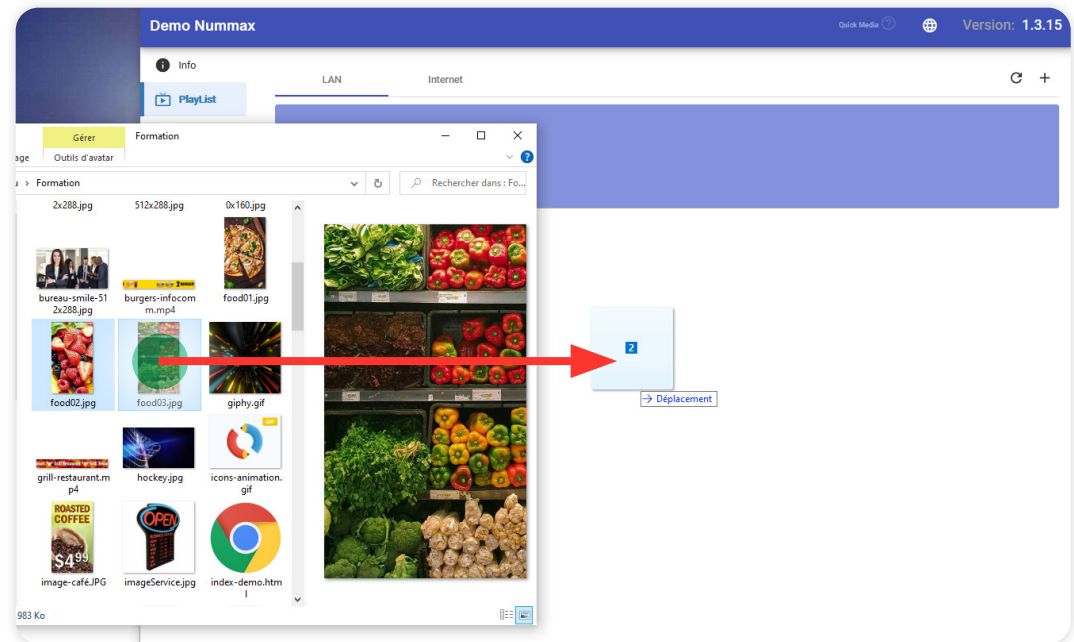 Demo Nummax
Quick Media
Version: 1.3.15
Info
PlayList
LAN
Internet
Gérer
Formation
age
Outils d'avatar
Formation
Rechercher dans : Fo...
2x288.jpg
512x288.jpg
0x160.jpg
bureau-smile-51
2x288.jpg
burgers-infocom
m.mp4
food01.jpg
food02.jpg
food03.jpg
giphy.gif
grill-restaurant.m
p4
hockey.jpg
GIF
icons-animation.
gif
ROASTED
COFFEE
$4.99
image-café.JPG
OPEN
imageService.jpg
index-demo.htm
l
983 Ko
2
Déplacement